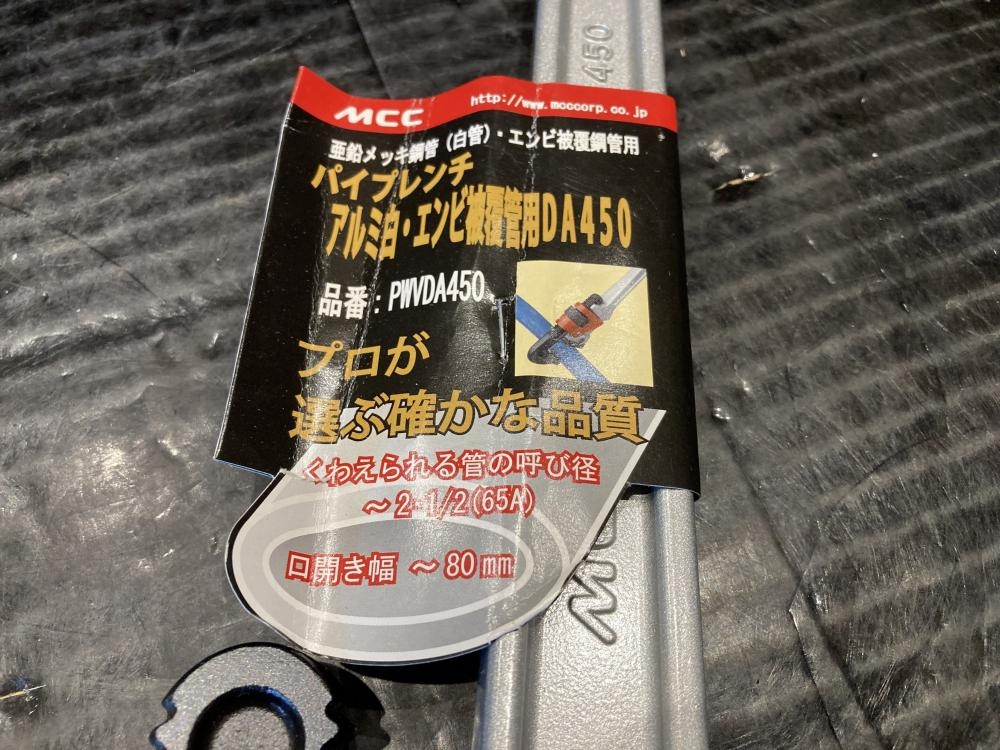 450
MCC
http://www.mcccorp.co.jp
亜鉛メッキ鋼管（白管）・エンビ被覆鋼管用
パイプレンチ
アルミ白・エンビ被覆管用DA450
品番：PWVDA450
プロが
選ぶ確かな品質
くわえられる管の呼び径
～2-1/2(65A)
口開き幅 ～80mm
MC